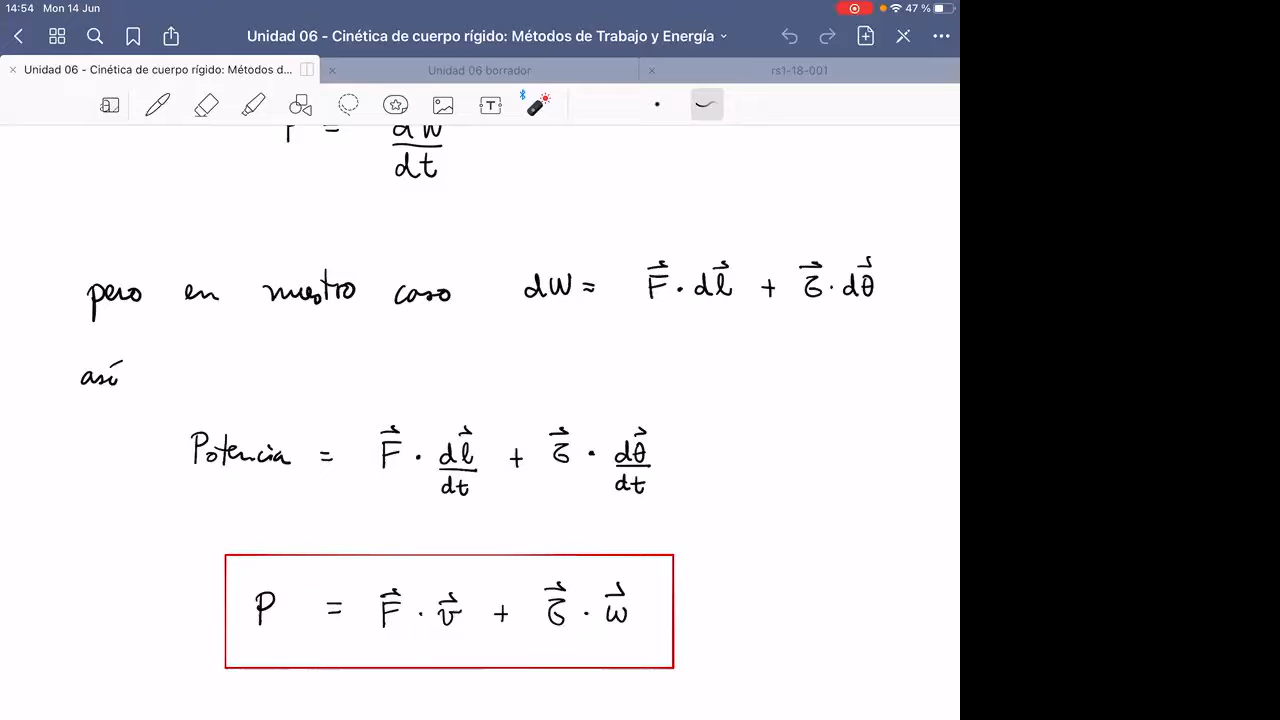 14:54 Mon 14 Jun 47 %
Unidad 06 - Cinética de cuerpo rígido: Métodos de Trabajo y Energía
Unidad 06 - Cinética de cuerpo rígido: Métodos d... Unidad 06 borrador rs1-18-001
P = dW/dt
pero en nuestro caso dW = F⃗ · dl⃗ + τ⃗ · dθ⃗
así
Potencia = F⃗ · dl⃗/dt + τ⃗ · dθ⃗/dt
P = F⃗ · v⃗ + τ⃗ · ω⃗